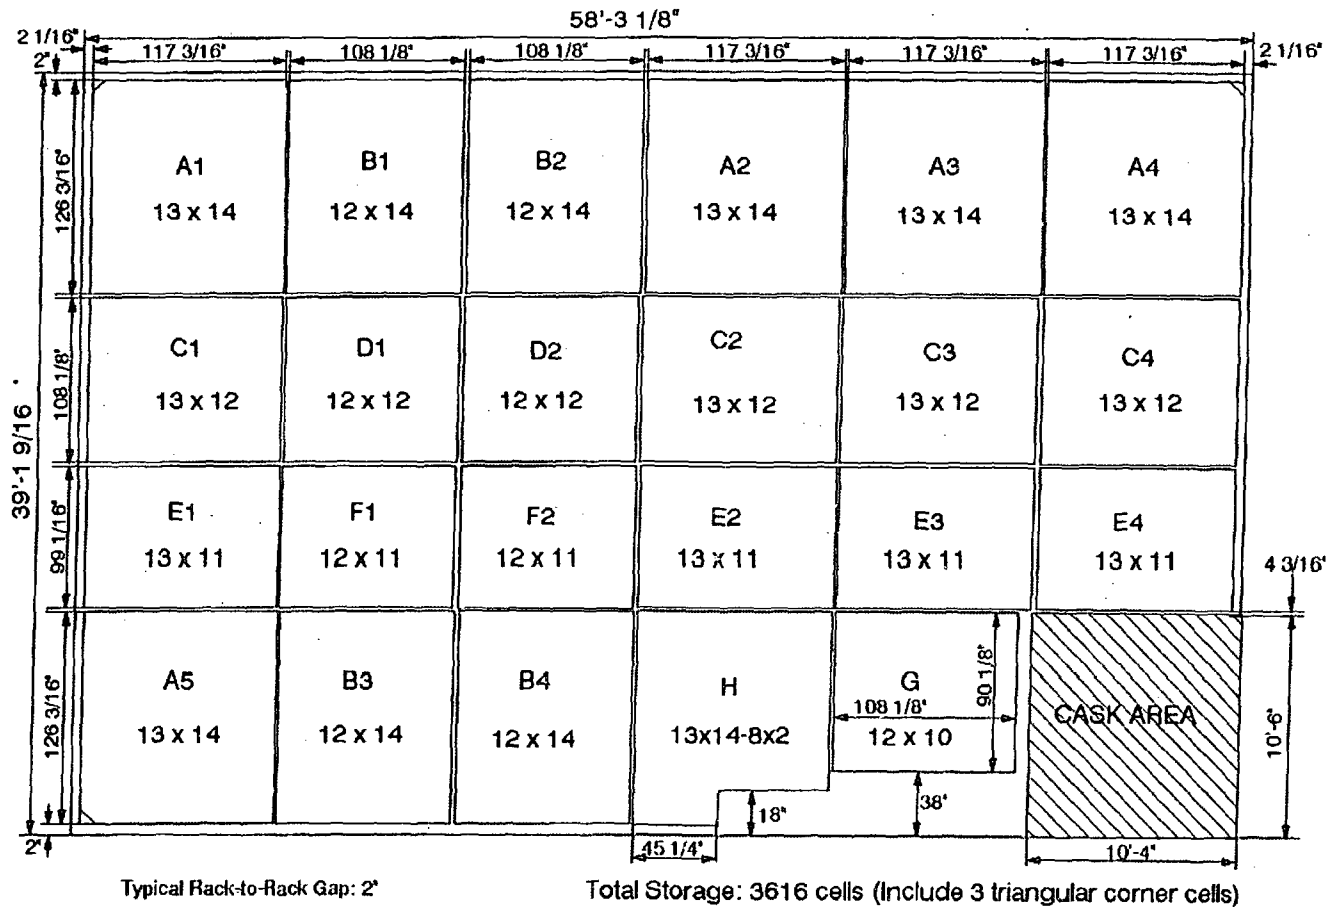 58'-3 1/8"
2 1/16" 117 3/16" 108 1/8" 108 1/8" 117 3/16" 117 3/16" 117 3/16" 2 1/16"
2"
A1 B1 B2 A2 A3 A4
13 x 14 12 x 14 12 x 14 13 x 14 13 x 14 13 x 14
126 3/16"
C1 D1 D2 C2 C3 C4
13 x 12 12 x 12 12 x 12 13 x 12 13 x 12 13 x 12
108 1/8"
39'-1 9/16"
E1 F1 F2 E2 E3 E4
13 x 11 12 x 11 12 x 11 13 x 11 13 x 11 13 x 11
99 1/16"
4 3/16"
A5 B3 B4 H G
13 x 14 12 x 14 12 x 14 13x14-8x2 12 x 10
126 3/16"
108 1/8"
90 1/8"
CASK AREA
10'-6"
18"
38"
2"
45 1/4"
10'-4"
Typical Rack-to-Rack Gap: 2"
Total Storage: 3616 cells (Include 3 triangular corner cells)